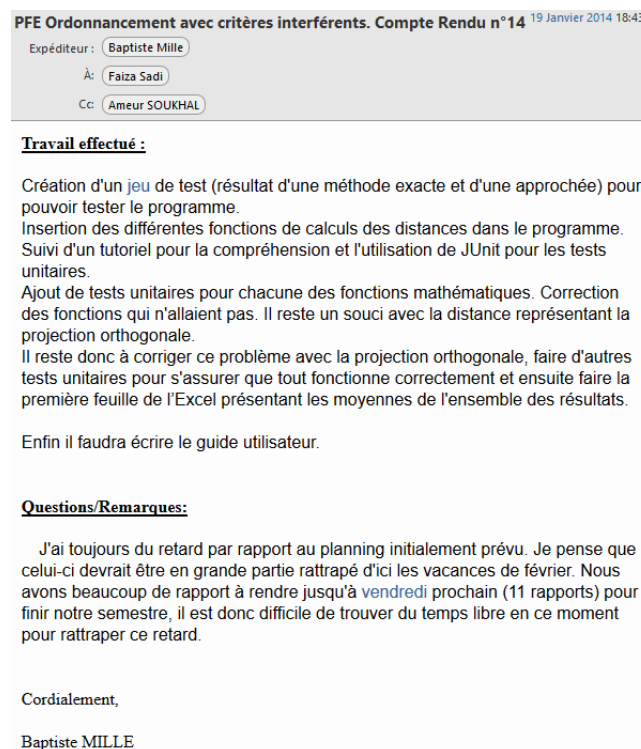 PFE Ordonnancement avec critères interférents. Compte Rendu n°14 19 Janvier 2014 18:43
Expéditeur : Baptiste Mille
À: Faiza Sadi
Cc: Ameur SOUKHAL
Travail effectué :
Création d'un jeu de test (résultat d'une méthode exacte et d'une approchée) pour
pouvoir tester le programme.
Insertion des différentes fonctions de calculs des distances dans le programme.
Suivi d'un tutoriel pour la compréhension et l'utilisation de JUnit pour les tests
unitaires.
Ajout de tests unitaires pour chacune des fonctions mathématiques. Correction
des fonctions qui n'allaient pas. Il reste un souci avec la distance représentant la
projection orthogonale.
Il reste donc à corriger ce problème avec la projection orthogonale, faire d'autres
tests unitaires pour s'assurer que tout fonctionne correctement et ensuite faire la
première feuille de l'Excel présentant les moyennes de l'ensemble des résultats.
Enfin il faudra écrire le guide utilisateur.
Questions/Remarques:
J'ai toujours du retard par rapport au planning initialement prévu. Je pense que
celui-ci devrait être en grande partie rattrapé d'ici les vacances de février. Nous
avons beaucoup de rapport à rendre jusqu'à vendredi prochain (11 rapports) pour
finir notre semestre, il est donc difficile de trouver du temps libre en ce moment
pour rattraper ce retard.
Cordialement,
Baptiste MILLE